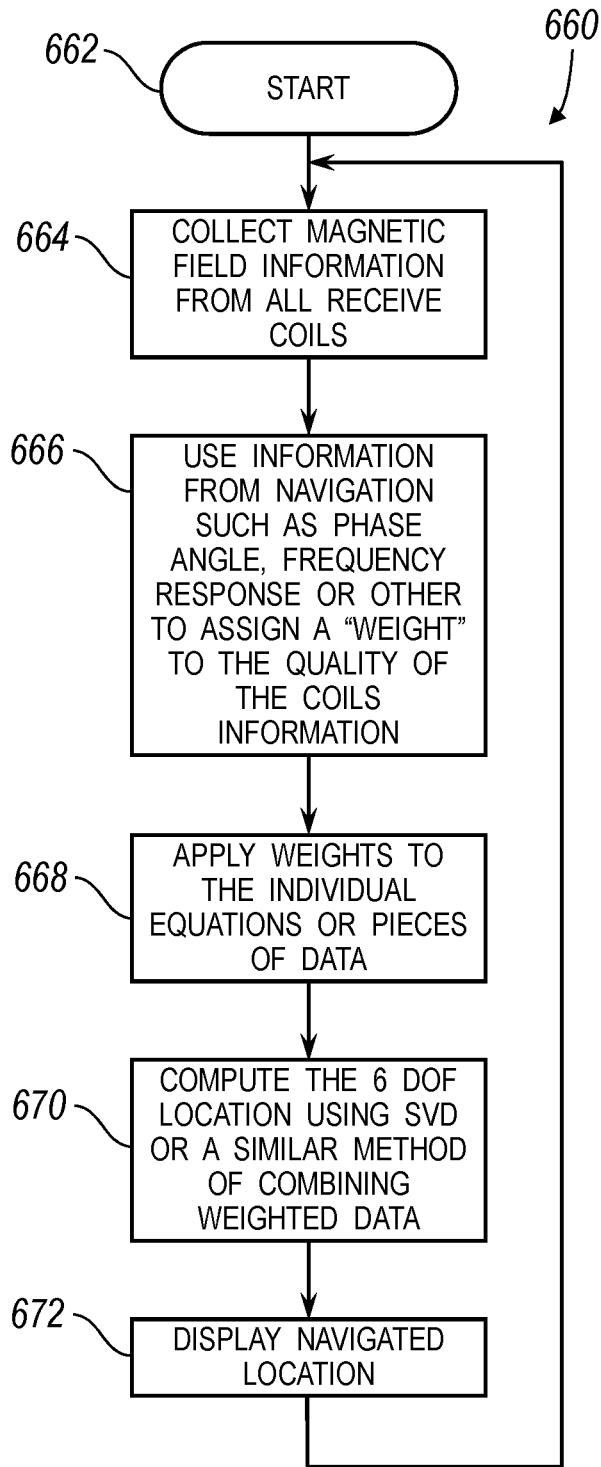 662
START
660
664
COLLECT MAGNETIC
FIELD INFORMATION
FROM ALL RECEIVE
COILS
666
USE INFORMATION
FROM NAVIGATION
SUCH AS PHASE
ANGLE, FREQUENCY
RESPONSE OR OTHER
TO ASSIGN A “WEIGHT”
TO THE QUALITY OF
THE COILS
INFORMATION
668
APPLY WEIGHTS TO
THE INDIVIDUAL
EQUATIONS OR PIECES
OF DATA
670
COMPUTE THE 6 DOF
LOCATION USING SVD
OR A SIMILAR METHOD
OF COMBINING
WEIGHTED DATA
672
DISPLAY NAVIGATED
LOCATION